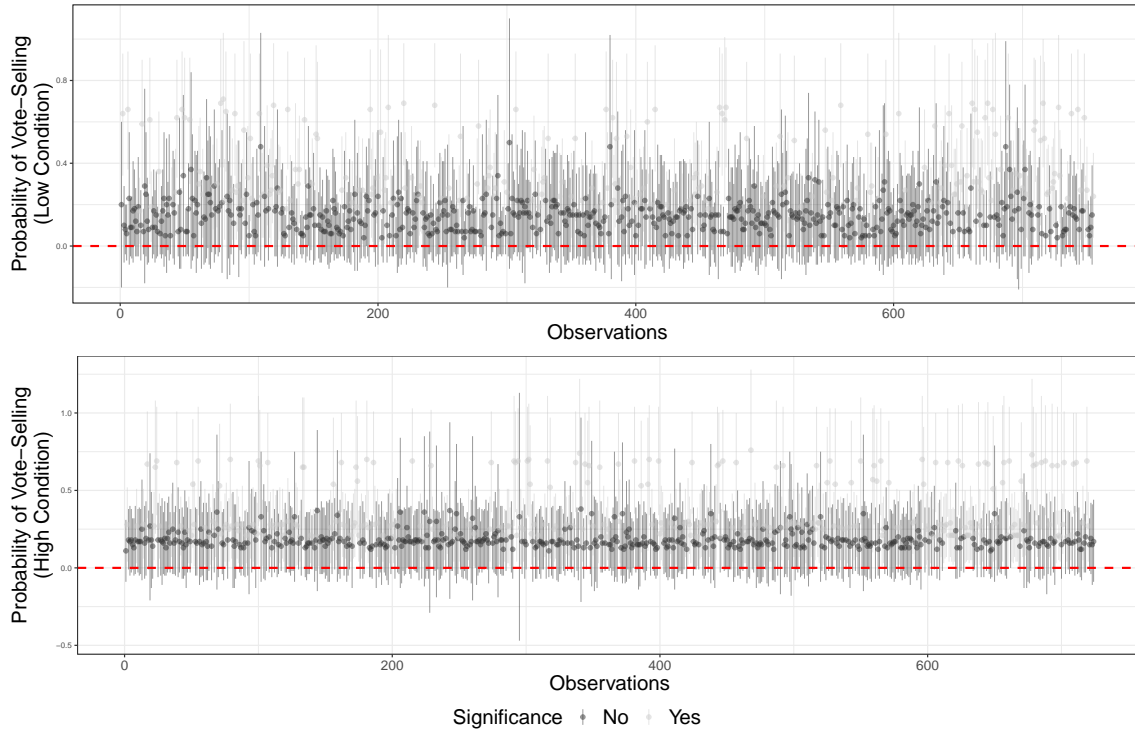 Probability of Vote−Selling
(Low Condition)
0.8
0.4
0.0
0
200
400
600
Observations
Probability of Vote−Selling
(High Condition)
1.0
0.5
0.0
−0.5
0
200
400
600
Observations
Significance No Yes